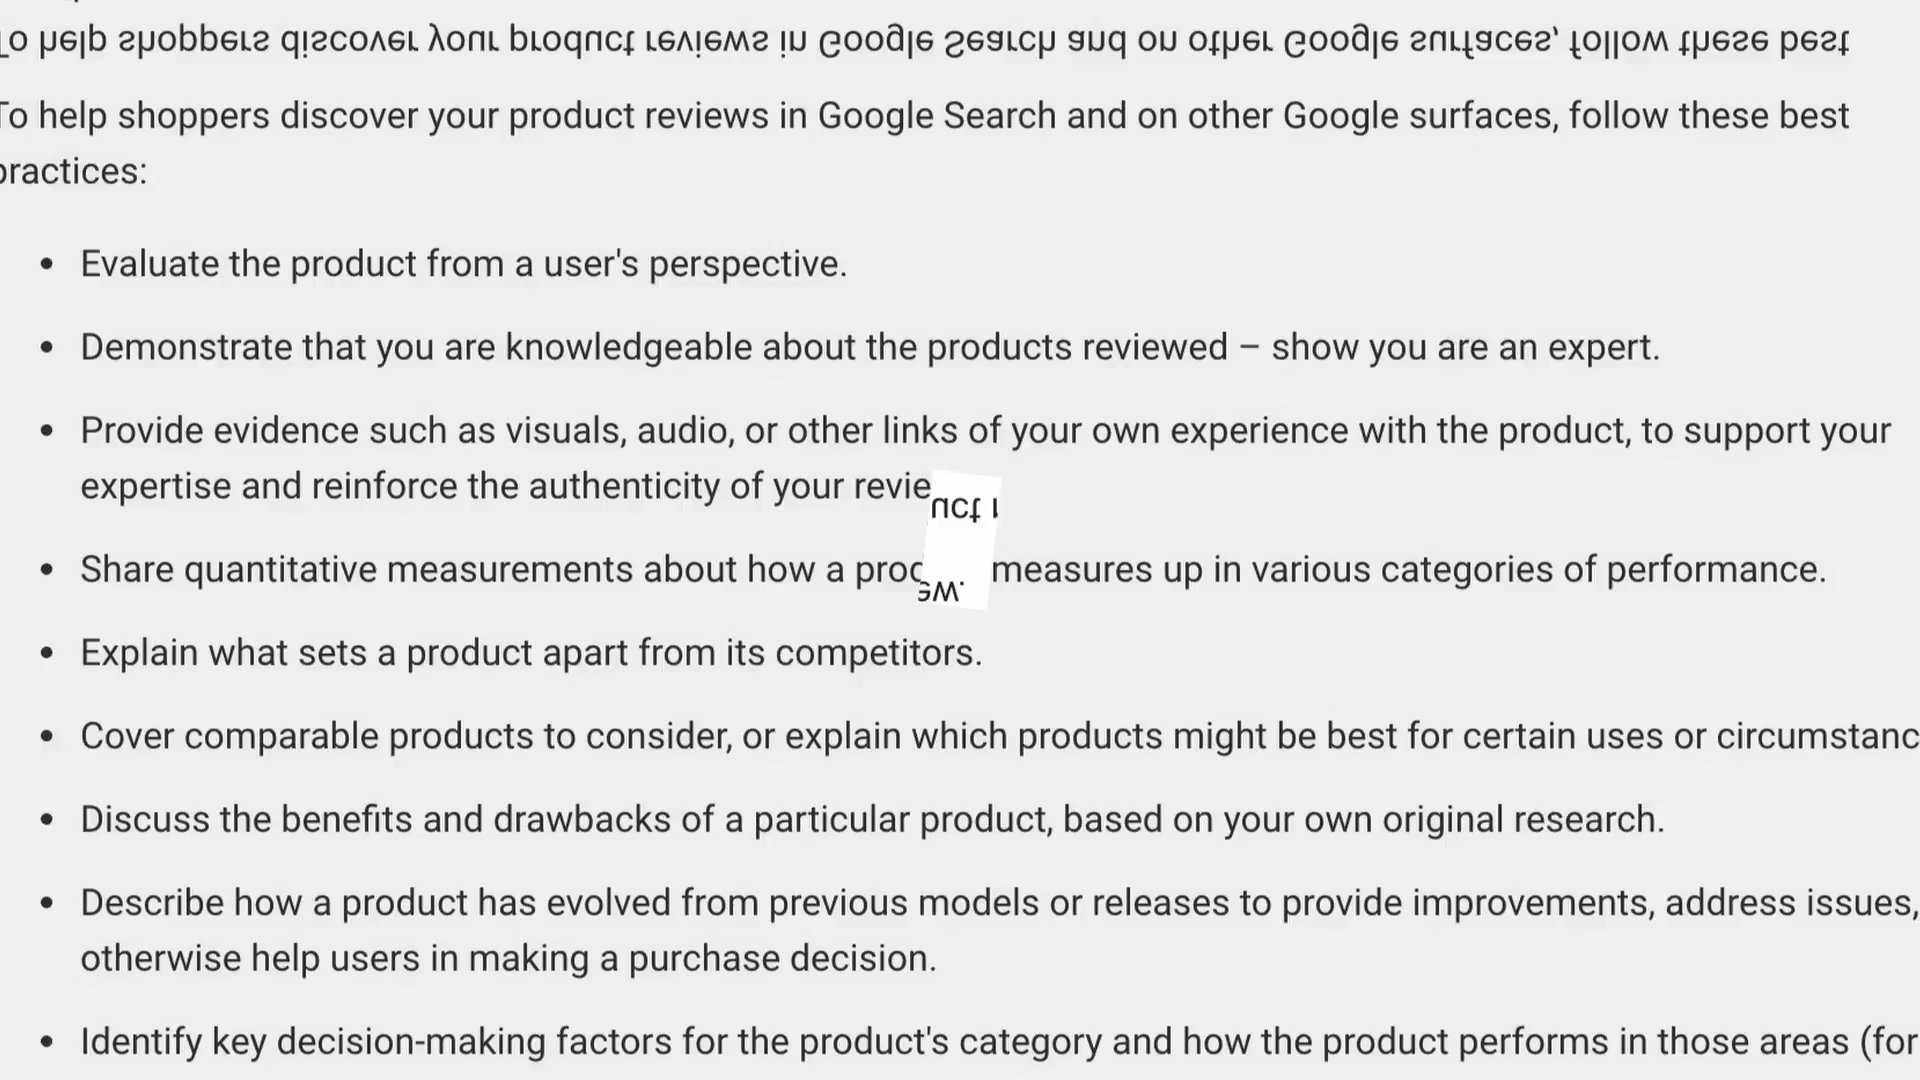 To help shoppers discover your product reviews in Google Search and on other Google surfaces, follow these best
To help shoppers discover your product reviews in Google Search and on other Google surfaces, follow these best
practices:
• Evaluate the product from a user's perspective.
• Demonstrate that you are knowledgeable about the products reviewed – show you are an expert.
• Provide evidence such as visuals, audio, or other links of your own experience with the product, to support your
expertise and reinforce the authenticity of your revie
• Share quantitative measurements about how a prod measures up in various categories of performance.
• Explain what sets a product apart from its competitors.
• Cover comparable products to consider, or explain which products might be best for certain uses or circumstanc
• Discuss the benefits and drawbacks of a particular product, based on your own original research.
• Describe how a product has evolved from previous models or releases to provide improvements, address issues,
otherwise help users in making a purchase decision.
• Identify key decision-making factors for the product's category and how the product performs in those areas (for